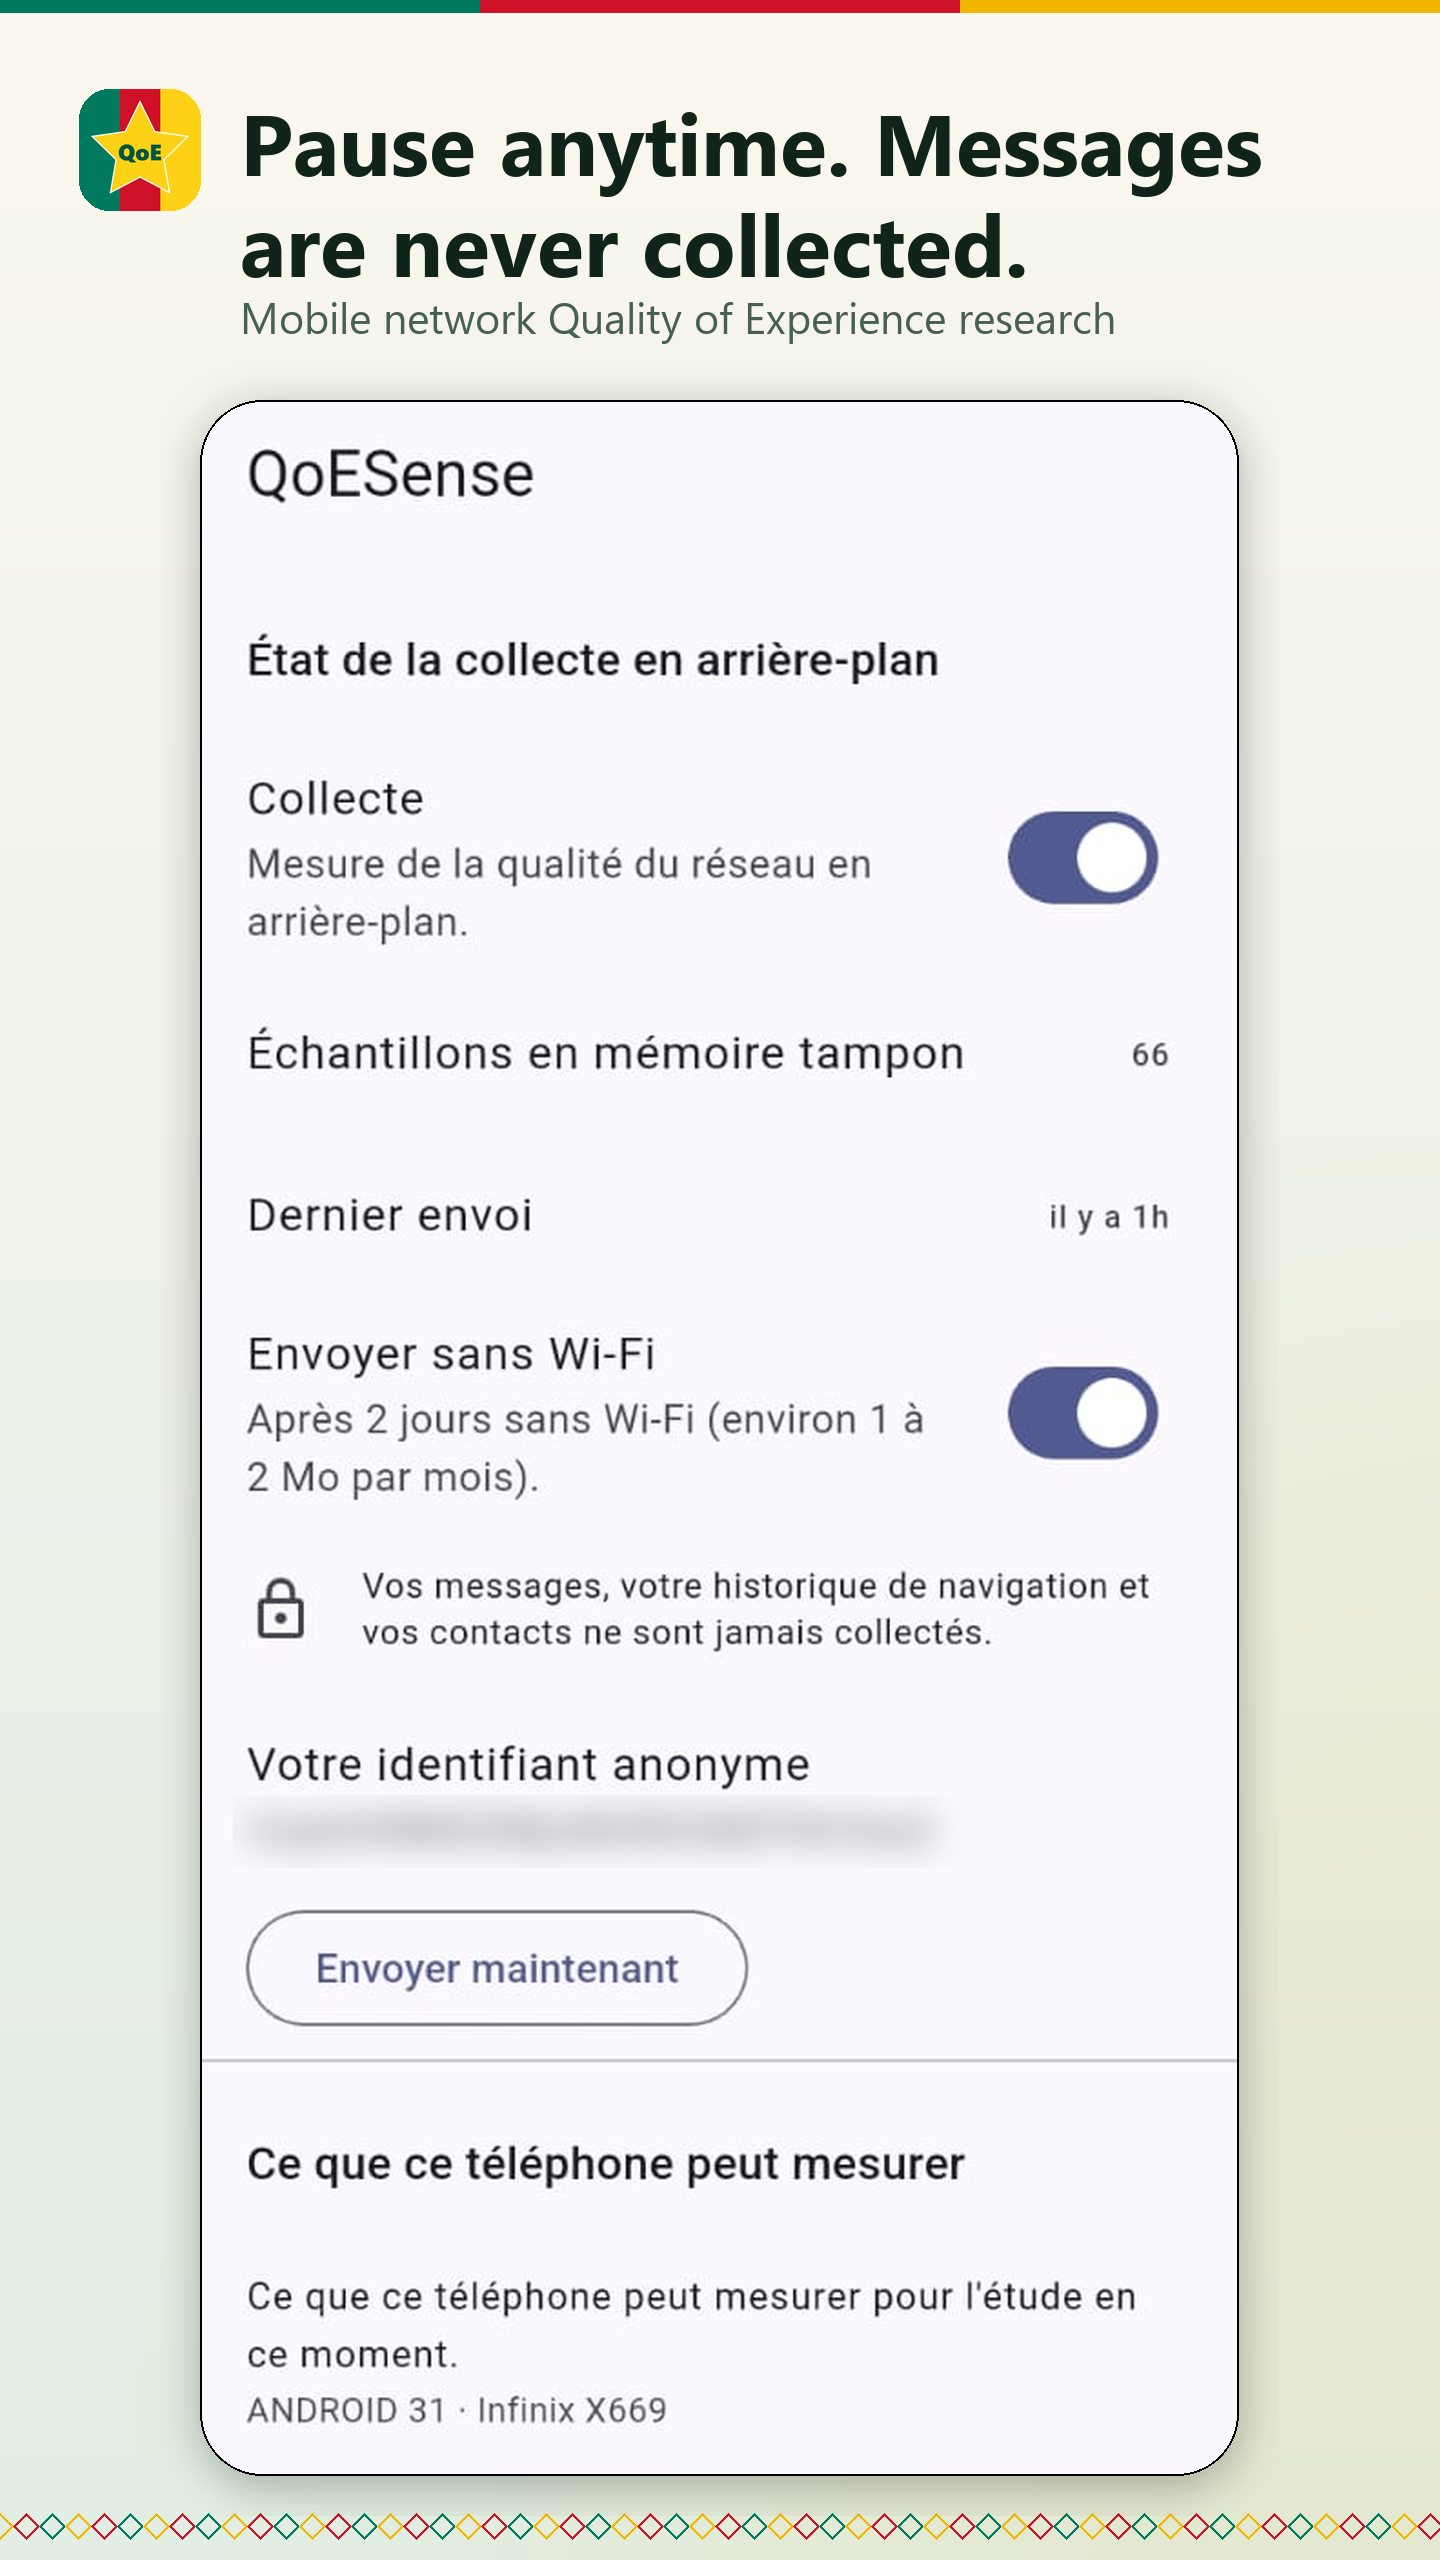 QoE
Pause anytime. Messages
are never collected.
Mobile network Quality of Experience research
QoESense
État de la collecte en arrière-plan
Collecte
Mesure de la qualité du réseau en
arrière-plan.
Échantillons en mémoire tampon 66
Dernier envoi il y a 1h
Envoyer sans Wi-Fi
Après 2 jours sans Wi-Fi (environ 1 à
2 Mo par mois).
Vos messages, votre historique de navigation et
vos contacts ne sont jamais collectés.
Votre identifiant anonyme
Envoyer maintenant
Ce que ce téléphone peut mesurer
Ce que ce téléphone peut mesurer pour l'étude en
ce moment.
ANDROID 31 · Infinix X669